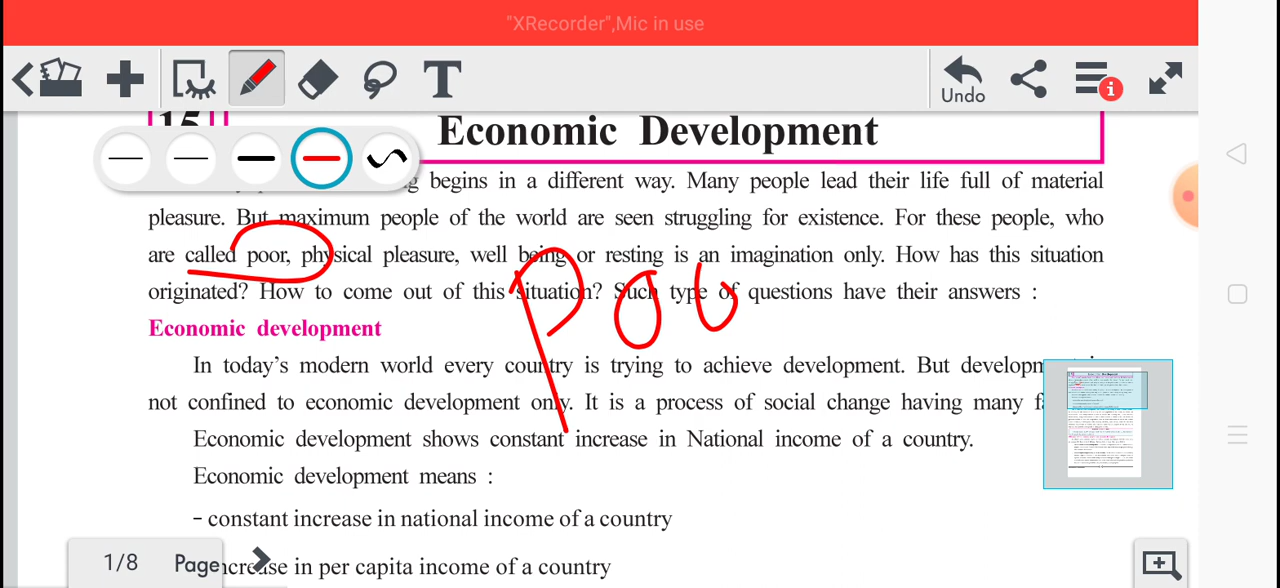 "XRecorder",Mic in use
T
Undo
i
15
Economic Development
begins in a different way. Many people lead their life full of material
pleasure. But maximum people of the world are seen struggling for existence. For these people, who
are called poor, physical pleasure, well being or resting is an imagination only. How has this situation
originated? How to come out of this situation? Such type of questions have their answers :
Economic development
In today's modern world every country is trying to achieve development. But
not confined to economic development only. It is a process of social change having many
Economic development shows constant increase in National income of a country.
Economic development means :
- constant increase in national income of a country
increase in per capita income of a country
1/8 Page